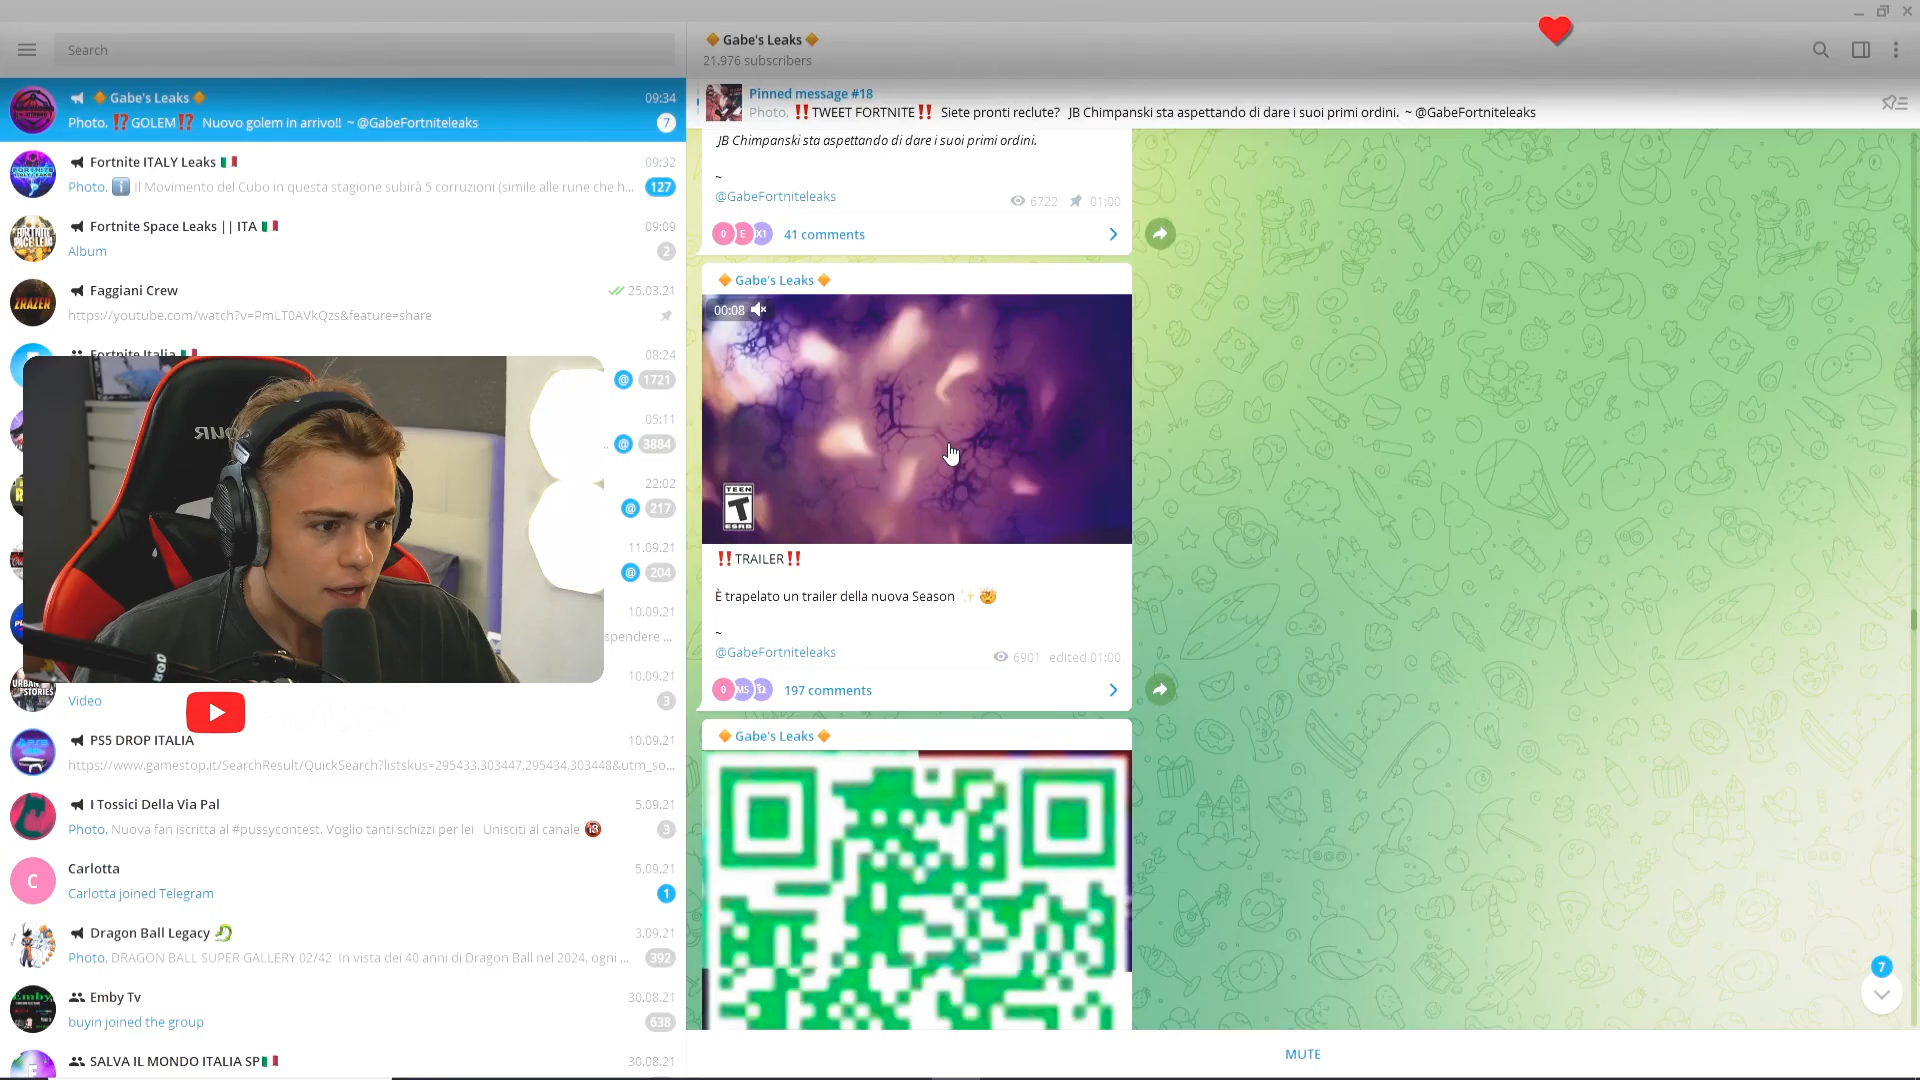 Search
🔶 Gabe's Leaks 🔶
21.976 subscribers
🔶 Gabe's Leaks 🔶
09:34
Photo, ⁉️GOLEM⁉️ Nuovo golem in arrivo!! ~ @GabeFortniteleaks
7
Fortnite ITALY Leaks 🇮🇹
09:32
Photo, ℹ️ Il Movimento del Cubo in questa stagione subirà 5 corruzioni (simile alle rune che h...
127
Fortnite Space Leaks || ITA 🇮🇹
09:09
Album
2
Faggiani Crew
25.03.21
ZRAZER
https://youtube.com/watch?v=PmLT0AVkQzs&feature=share
Fortnite Italia 🇮🇹
08:24
@ 1721
05:11
.. @ 3884
22:02
@ 217
11.09.21
@ 204
10.09.21
spendere ...
10.09.21
URBAN STORIES
Video
3
PS5 DROP ITALIA
10.09.21
https://www.gamestop.it/SearchResult/QuickSearch?listskus=295433.303447.295434.303448&utm_so...
I Tossici Della Via Pal
5.09.21
Photo, Nuova fan iscritta al #pussycontest. Voglio tanti schizzi per lei Unisciti al canale 🔞
3
C
Carlotta
5.09.21
Carlotta joined Telegram
1
Dragon Ball Legacy 🐉
3.09.21
Photo, DRAGON BALL SUPER GALLERY 02/42 In vista dei 40 anni di Dragon Ball nel 2024, ogni ...
392
Emby Tv
30.08.21
Emby.
buyin joined the group
638
SALVA IL MONDO ITALIA SP🇮🇹
30.08.21
Pinned message #18
Photo, ‼️TWEET FORTNITE‼️ Siete pronti reclute? JB Chimpanski sta aspettando di dare i suoi primi ordini. ~ @GabeFortniteleaks
JB Chimpanski sta aspettando di dare i suoi primi ordini.
~
@GabeFortniteleaks
6722 01:00
0 E X1 41 comments
🔶 Gabe's Leaks 🔶
00:08
TEEN
T
ESRB
‼️TRAILER‼️
È trapelato un trailer della nuova Season ✨ 🤯
~
@GabeFortniteleaks
6901 edited 01:00
197 comments
🔶 Gabe's Leaks 🔶
7
MUTE